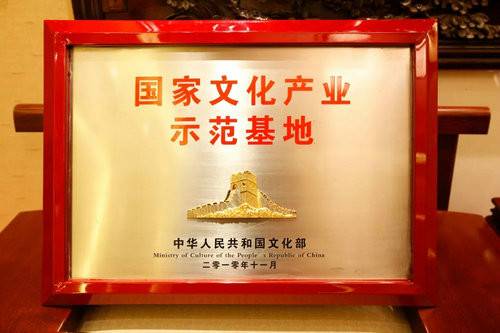 国家文化产业
示范基地
中华人民共和国文化部
Ministry of Culture of the People's Republic of China
二零一零年十一月